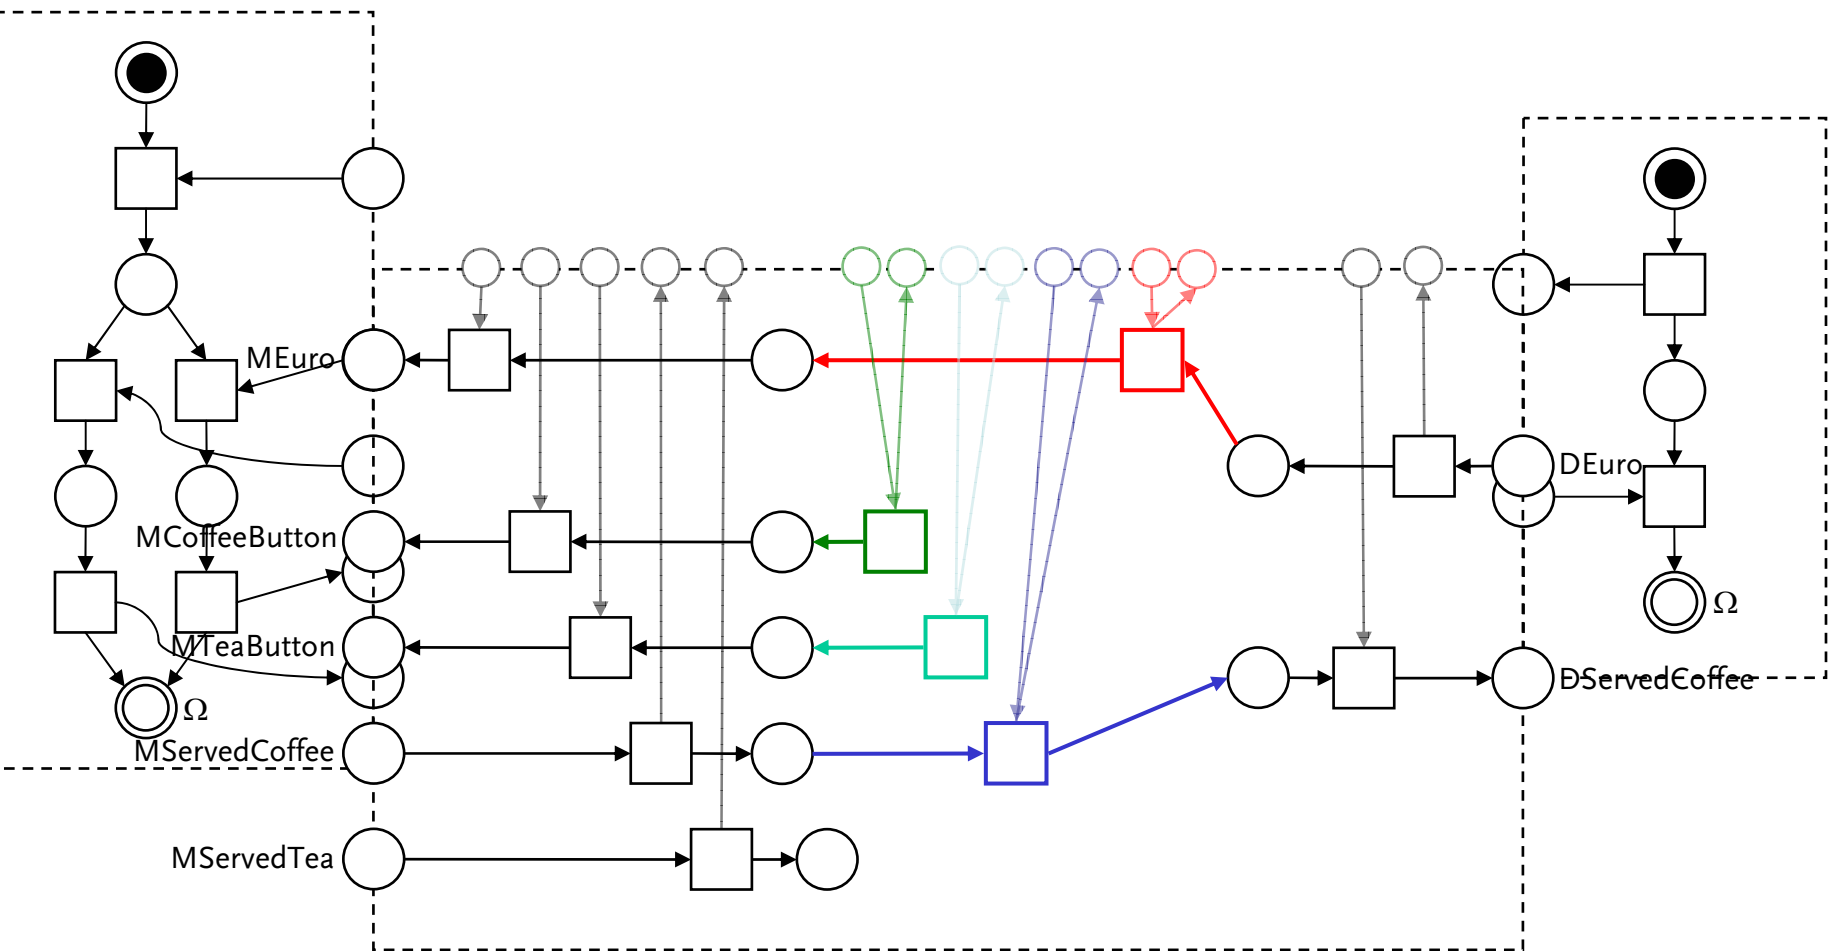 MEuro
DEuro
MCoffeeButton
Ω
MTeaButton
DServedCoffee
Ω
MServedCoffee
MServedTea